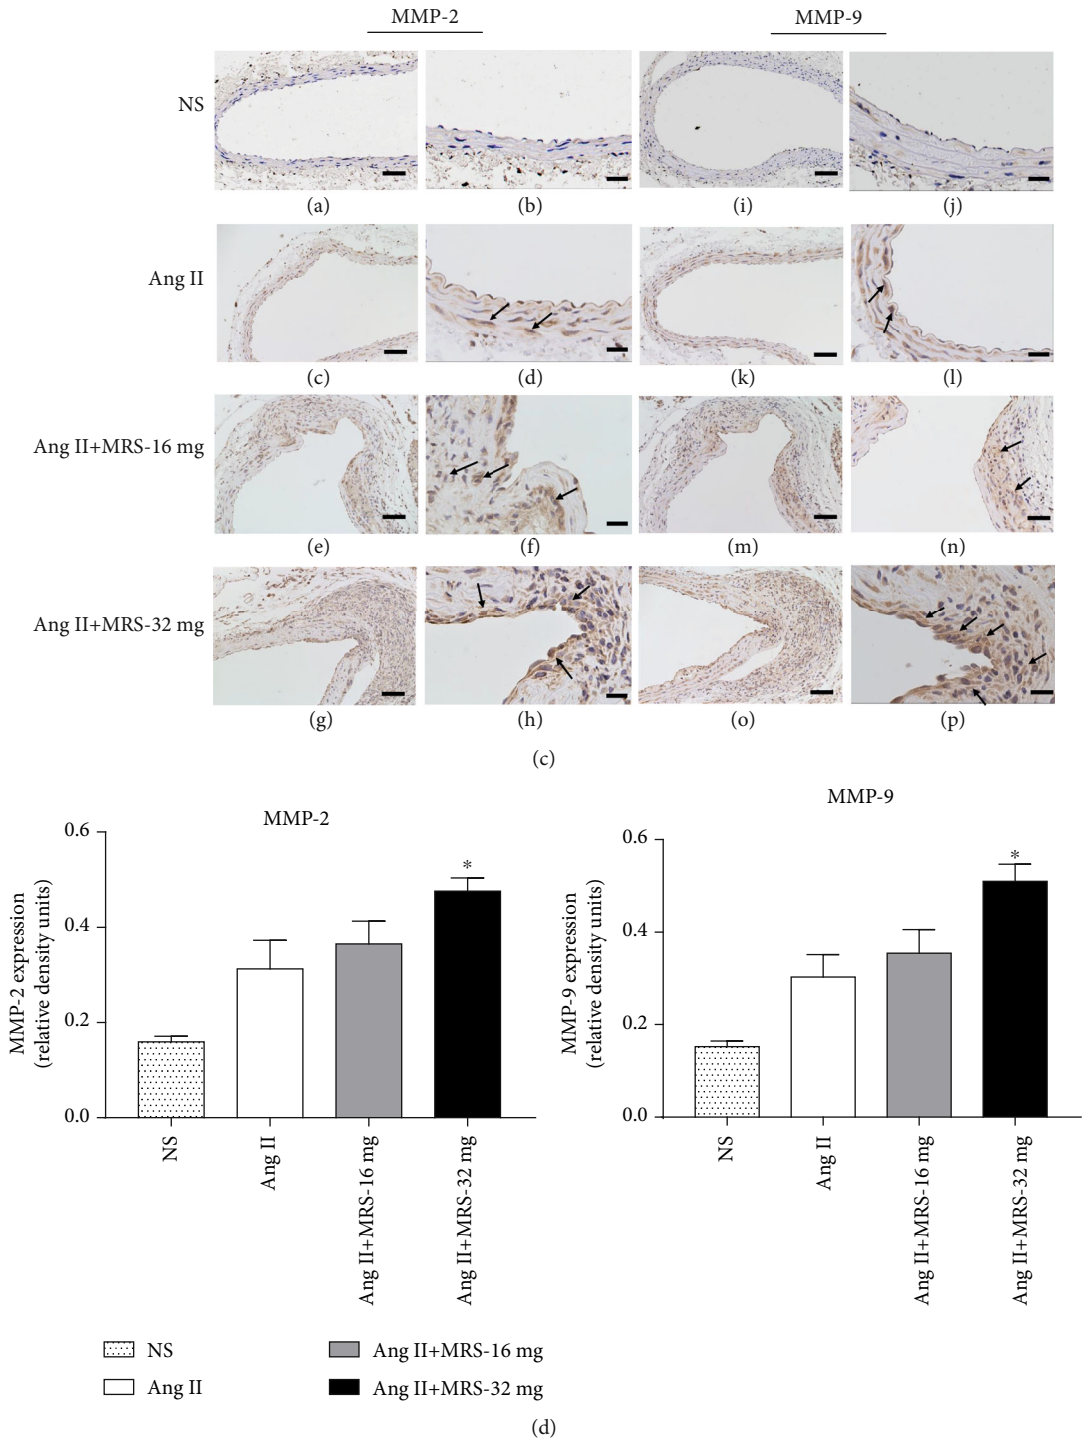 MMP-2 MMP-9
NS
(a) (b) (i) (j)
Ang II
(c) (d) (k) (l)
Ang II+MRS-16 mg
(e) (f) (m) (n)
Ang II+MRS-32 mg
(g) (h) (o) (p)
(c)
MMP-2
MMP-2 expression
(relative density units)
0.6
0.4
0.2
0.0
*
NS
Ang II
Ang II+MRS-16 mg
Ang II+MRS-32 mg
MMP-9
MMP-9 expression
(relative density units)
0.6
0.4
0.2
0.0
*
NS
Ang II
Ang II+MRS-16 mg
Ang II+MRS-32 mg
NS
Ang II
Ang II+MRS-16 mg
Ang II+MRS-32 mg
(d)